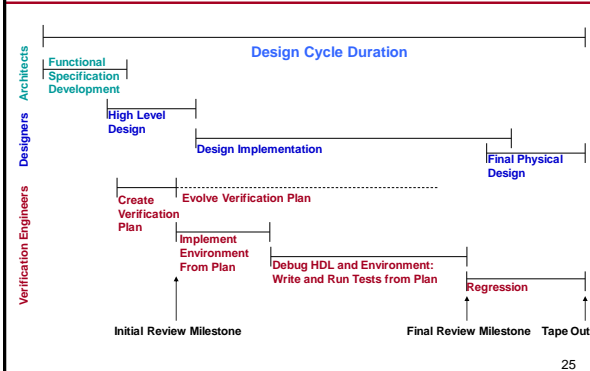 Design Cycle Duration
Architects
Functional
Specification
Development
Designers
High Level
Design
Design Implementation
Final Physical
Design
Verification Engineers
Create
Verification
Plan
Evolve Verification Plan
Implement
Environment
From Plan
Debug HDL and Environment:
Write and Run Tests from Plan
Regression
Initial Review Milestone
Final Review Milestone
Tape Out
25